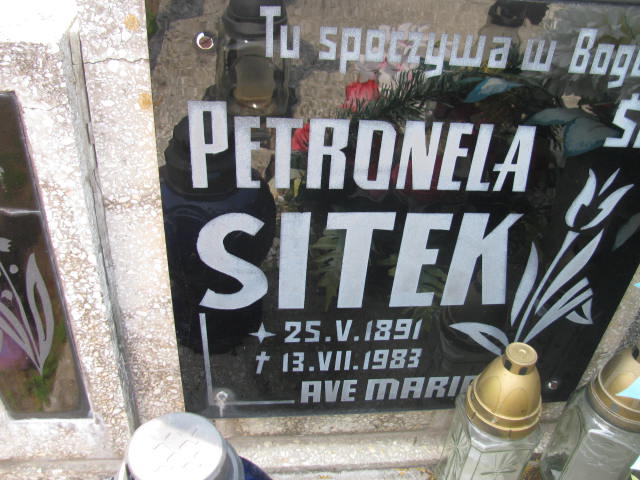 Tu spoczywa w Bogu
Ś
PETRONELA
SITEK
25.V.1891
† 13.VII.1983
AVE MARIA